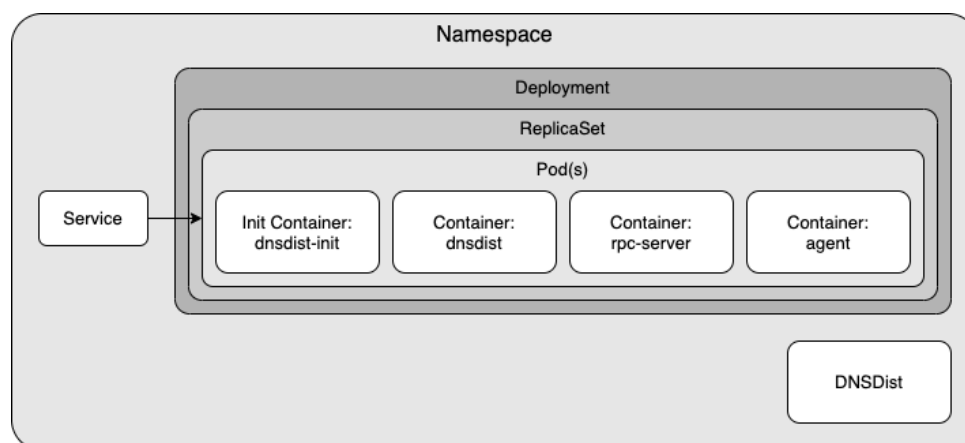 Namespace
Deployment
ReplicaSet
Pod(s)
Service
Init Container:
dnsdist-init
Container:
dnsdist
Container:
rpc-server
Container:
agent
DNSDist